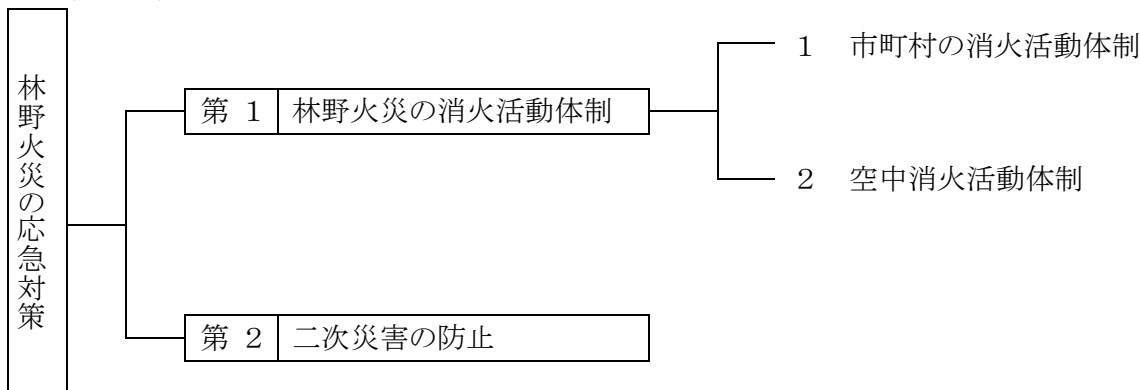 林野火災の応急対策
第 1 林野火災の消火活動体制
1 市町村の消火活動体制
2 空中消火活動体制
第 2 二次災害の防止